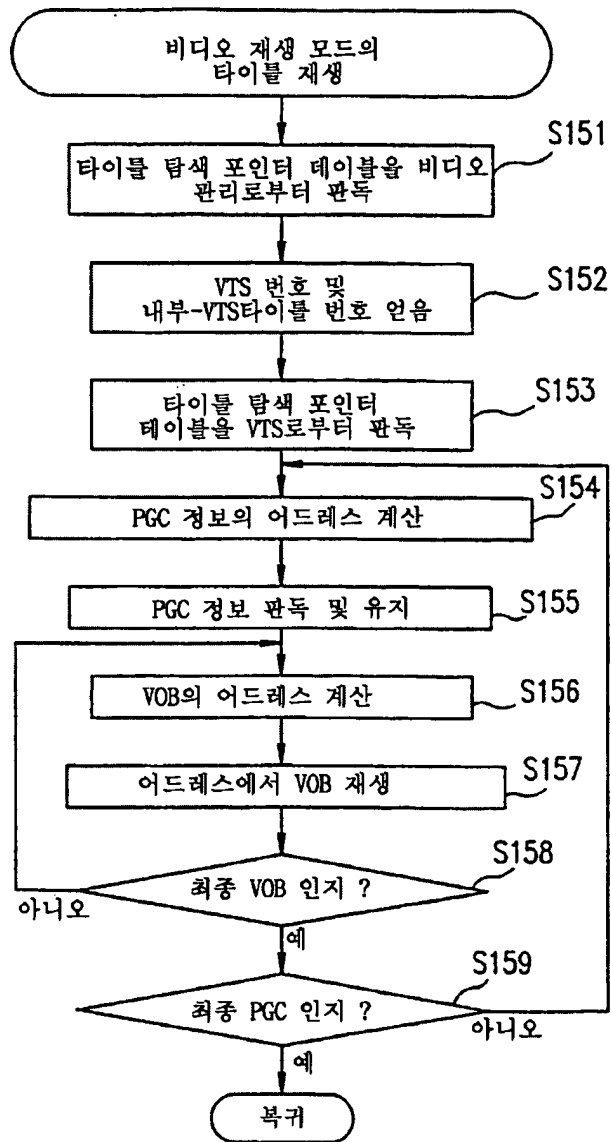 비디오 재생 모드의
타이틀 재생
S151
타이틀 탐색 포인터 테이블을 비디오
관리로부터 판독
S152
VTS 번호 및
내부-VTS타이틀 번호 얻음
S153
타이틀 탐색 포인터
테이블을 VTS로부터 판독
S154
PGC 정보의 어드레스 계산
S155
PGC 정보 판독 및 유지
S156
VOB의 어드레스 계산
S157
어드레스에서 VOB 재생
S158
최종 VOB 인지 ?
아니오
예
S159
최종 PGC 인지 ?
아니오
예
복귀